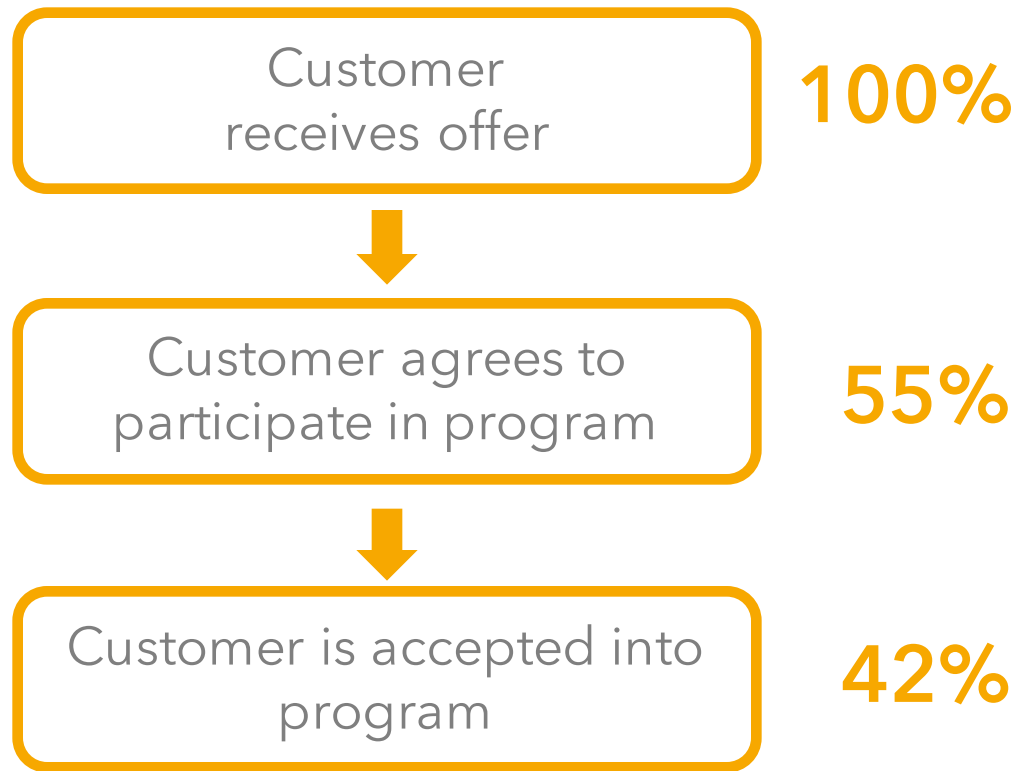 Customer
receives offer
100%
Customer agrees to
participate in program
55%
Customer is accepted into
program
42%